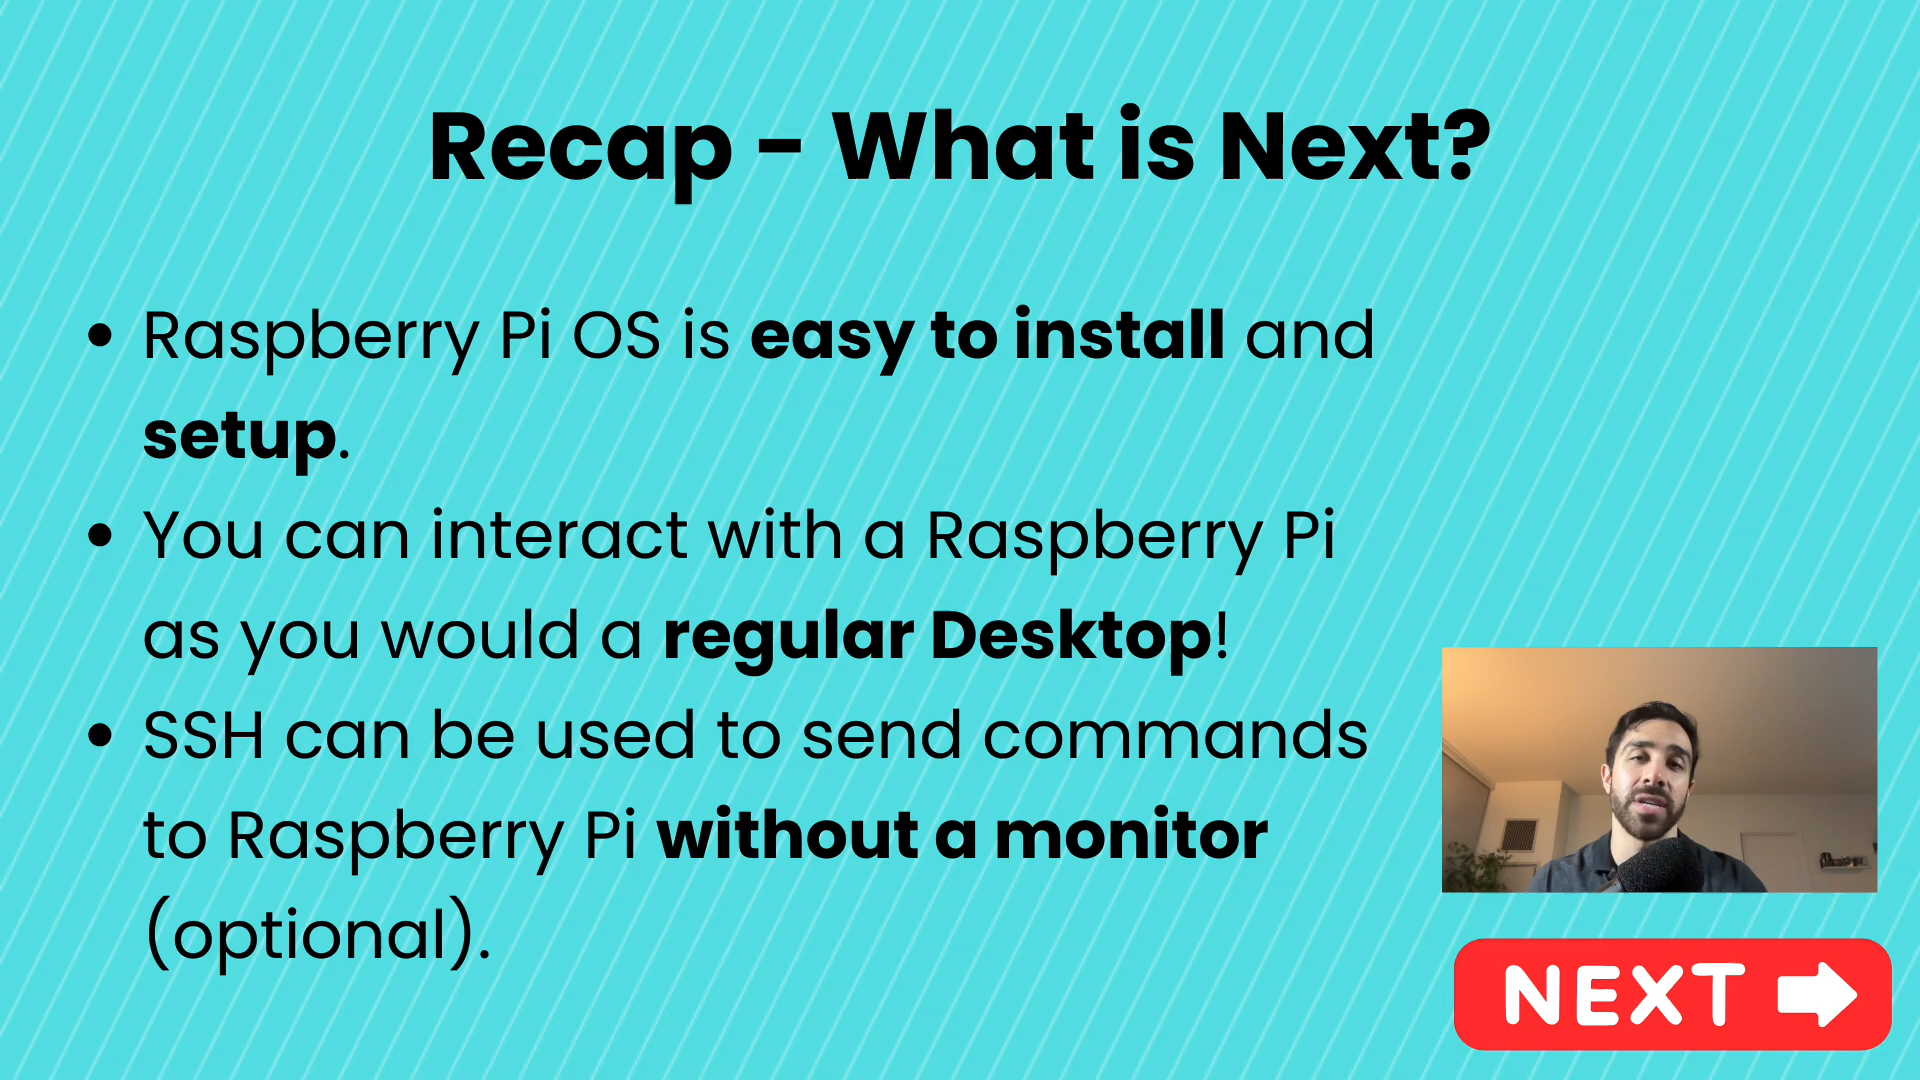 Recap - What is Next?
• Raspberry Pi OS is easy to install and
setup.
• You can interact with a Raspberry Pi
as you would a regular Desktop!
• SSH can be used to send commands
to Raspberry Pi without a monitor
(optional).
NEXT